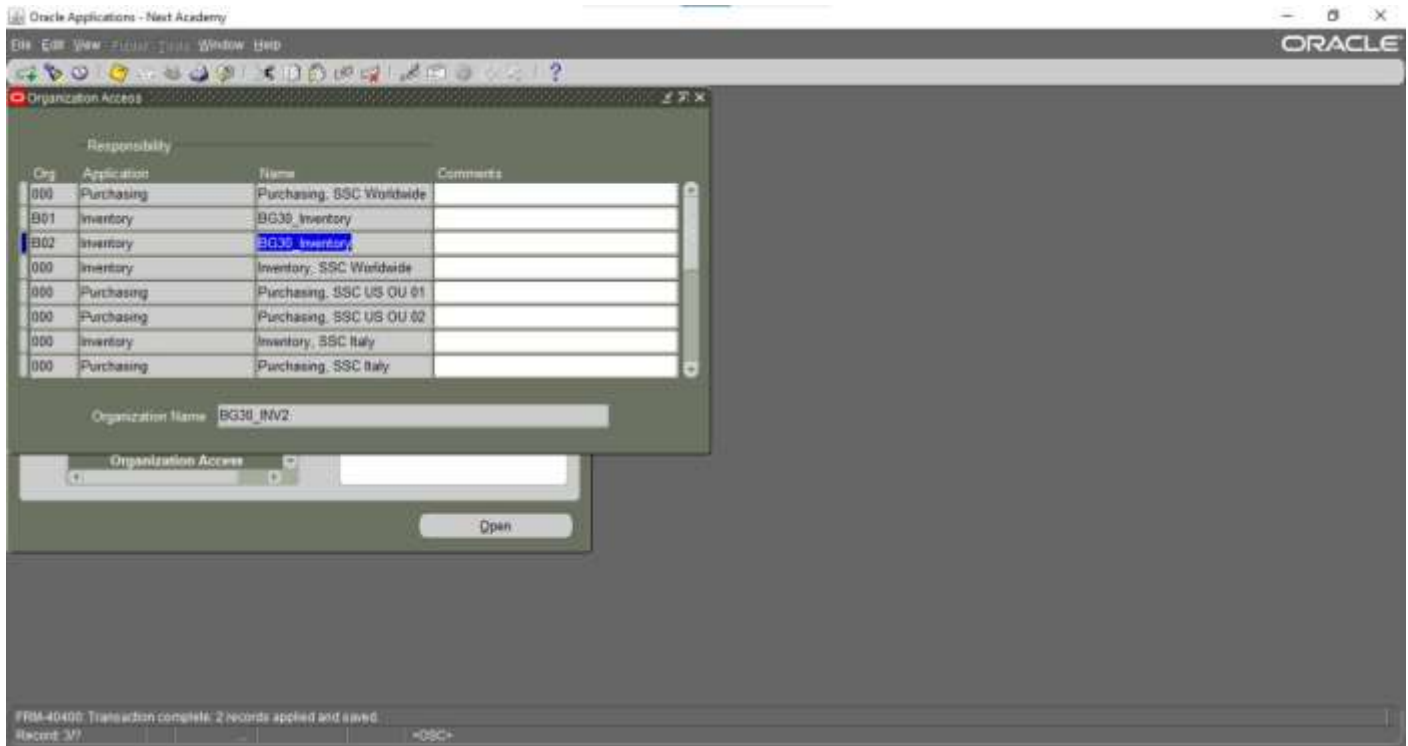 Oracle Applications - Next Academy
File Edit View Folder Tools Window Help
ORACLE
Organization Access
Responsibility
Org Application Name Comments
000 Purchasing Purchasing, SSC Worldwide
B01 Inventory BG30_Inventory
B02 Inventory BG30_Inventory
000 Inventory Inventory, SSC Worldwide
000 Purchasing Purchasing, SSC US OU 01
000 Purchasing Purchasing, SSC US OU 02
000 Inventory Inventory, SSC Italy
000 Purchasing Purchasing, SSC Italy
Organization Name BG30_INV2
Organization Access
Open
FRM-40400: Transaction complete: 2 records applied and saved.
Record: 3/? ... <OSC>